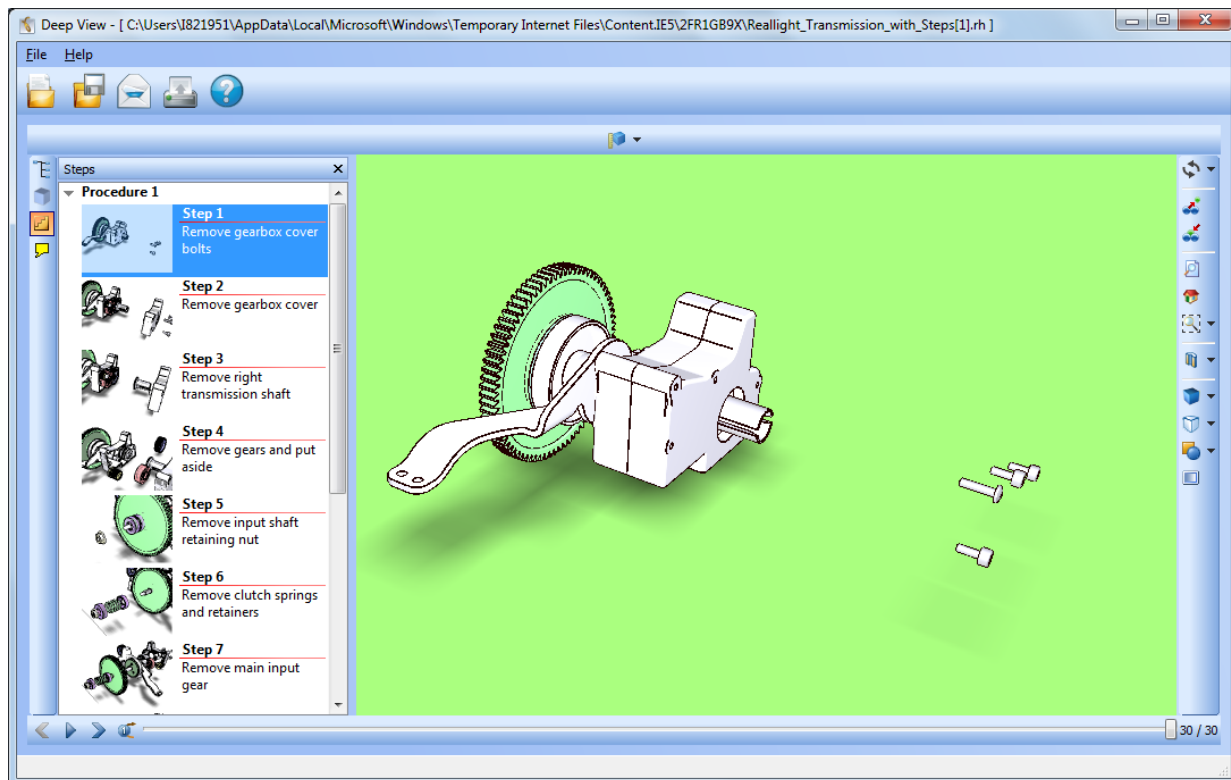 Deep View - [ C:\Users\I821951\AppData\Local\Microsoft\Windows\Temporary Internet Files\Content.IE5\2FR1GB9X\Reallight_Transmission_with_Steps[1].rh ]
File Help
Steps
Procedure 1
Step 1
Remove gearbox cover
bolts
Step 2
Remove gearbox cover
Step 3
Remove right
transmission shaft
Step 4
Remove gears and put
aside
Step 5
Remove input shaft
retaining nut
Step 6
Remove clutch springs
and retainers
Step 7
Remove main input
gear
30 / 30